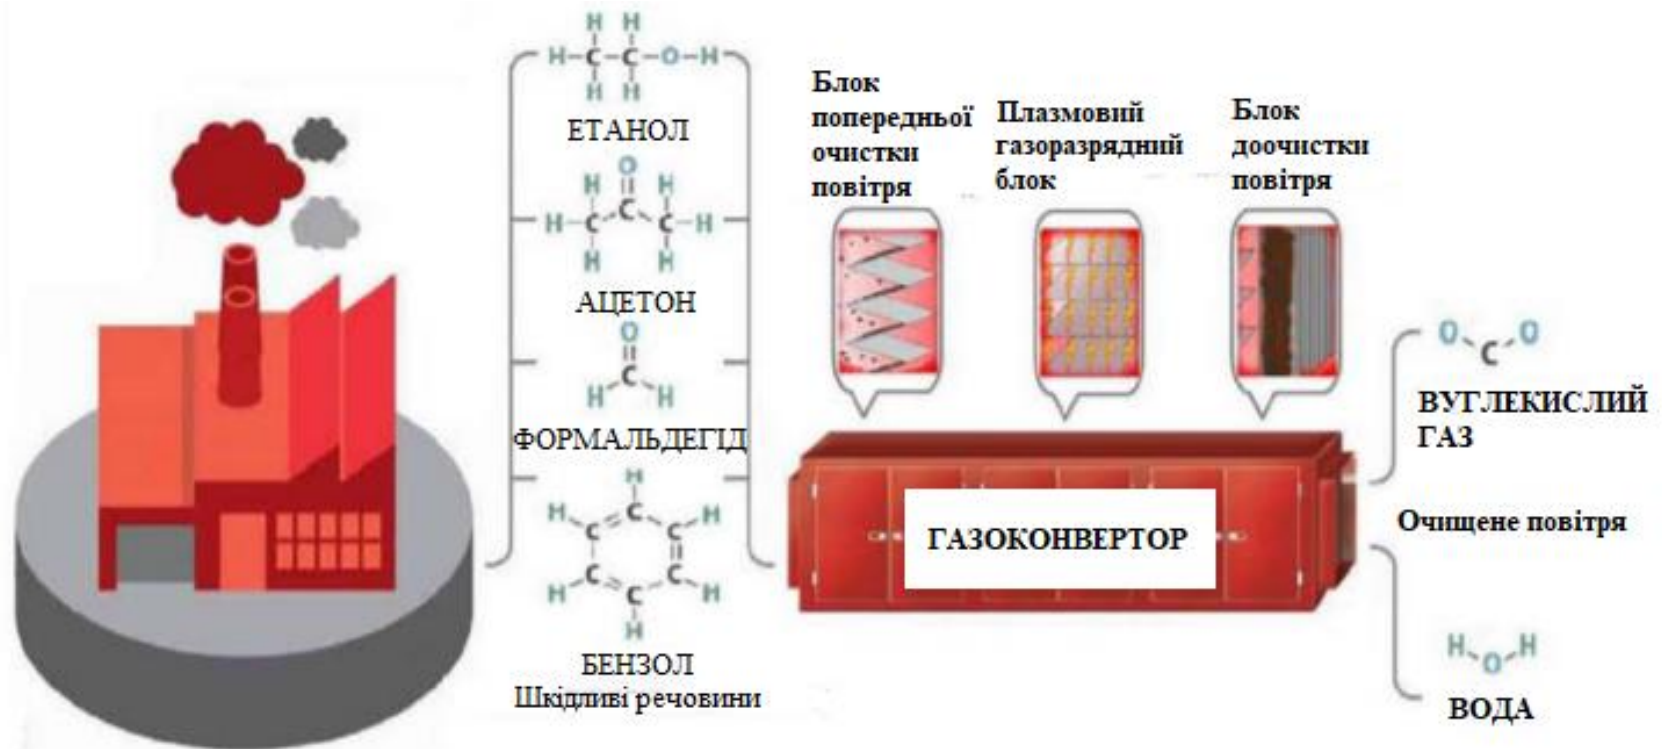 H H
H C C O H
H H
ЕТАНОЛ
O
H H
H C C C H
H H
АЦЕТОН
O
C
H H
ФОРМАЛЬДЕГІД
H
H C H
C C
C C
H C H
H
БЕНЗОЛ
Шкідливі речовини
Блок
попередньої
очистки
повітря
Плазмовий
газоразрядний
блок
Блок
доочистки
повітря
ГАЗОКОНВЕРТОР
O C O
ВУГЛЕКИСЛИЙ
ГАЗ
Очищене повітря
H O H
ВОДА